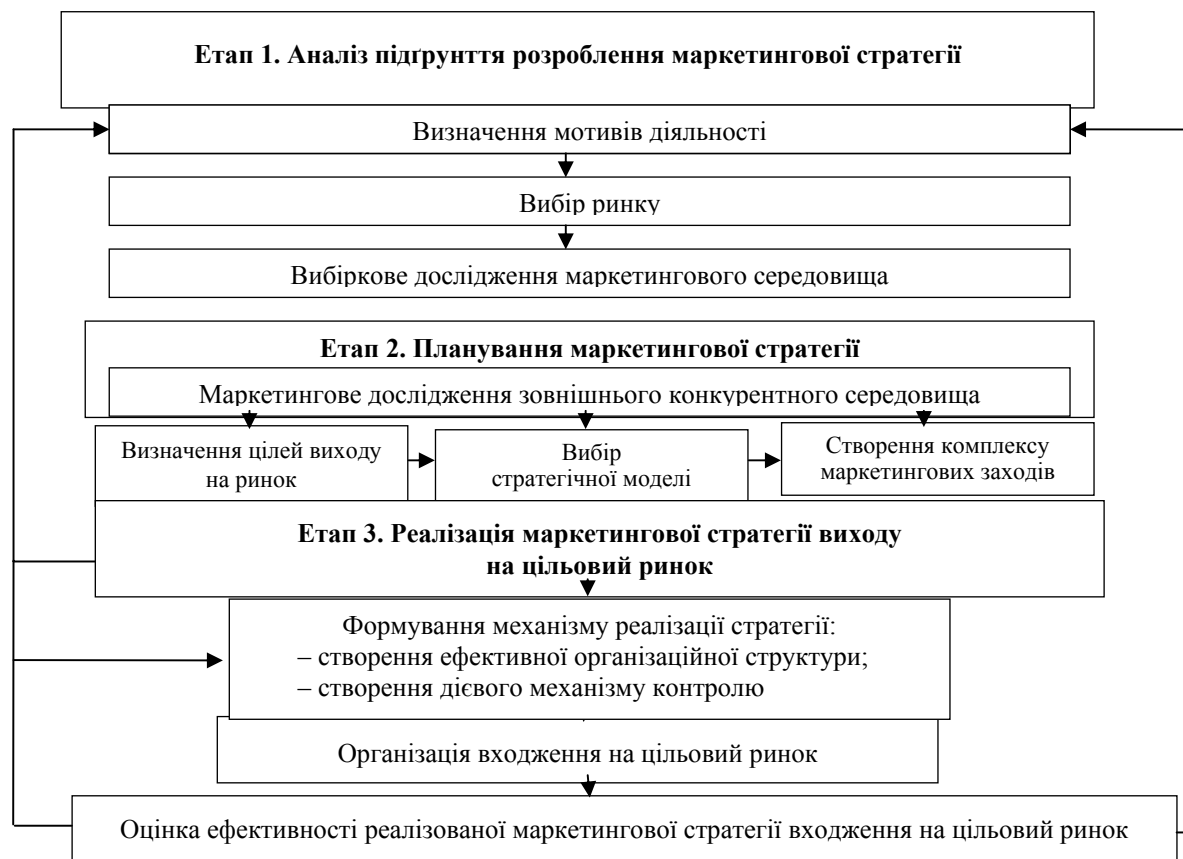 Етап 1. Аналіз підґрунття розроблення маркетингової стратегії
Визначення мотивів діяльності
Вибір ринку
Вибіркове дослідження маркетингового середовища
Етап 2. Планування маркетингової стратегії
Маркетингове дослідження зовнішнього конкурентного середовища
Визначення цілей виходу
на ринок
Вибір
стратегічної моделі
Створення комплексу
маркетингових заходів
Етап 3. Реалізація маркетингової стратегії виходу
на цільовий ринок
Формування механізму реалізації стратегії:
– створення ефективної організаційної структури;
– створення дієвого механізму контролю
Організація входження на цільовий ринок
Оцінка ефективності реалізованої маркетингової стратегії входження на цільовий ринок